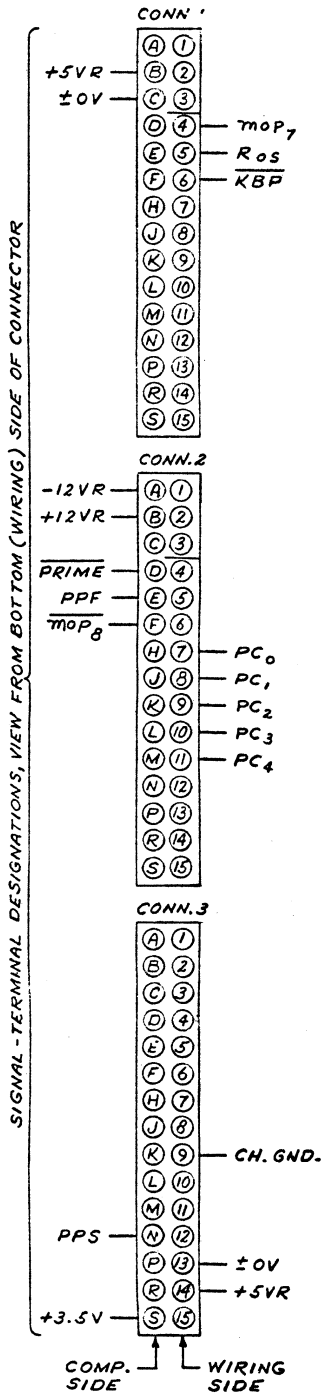 CONN 1
A 1
+5VR B 2
±0V C 3
D 4 MOP7
E 5 ROS
F 6 KBP
H 7
J 8
K 9
L 10
M 11
N 12
P 13
R 14
S 15
CONN.2
-12VR A 1
+12VR B 2
C 3
PRIME D 4
PPF E 5
MOP8 F 6
H 7 PC0
J 8 PC1
K 9 PC2
L 10 PC3
M 11 PC4
N 12
P 13
R 14
S 15
CONN.3
A 1
B 2
C 3
D 4
E 5
F 6
H 7
J 8
K 9 CH. GND.
L 10
M 11
PPS N 12
P 13 ±0V
R 14 +5VR
+3.5V S 15
COMP. SIDE
WIRING SIDE
SIGNAL-TERMINAL DESIGNATIONS, VIEW FROM BOTTOM (WIRING) SIDE OF CONNECTOR